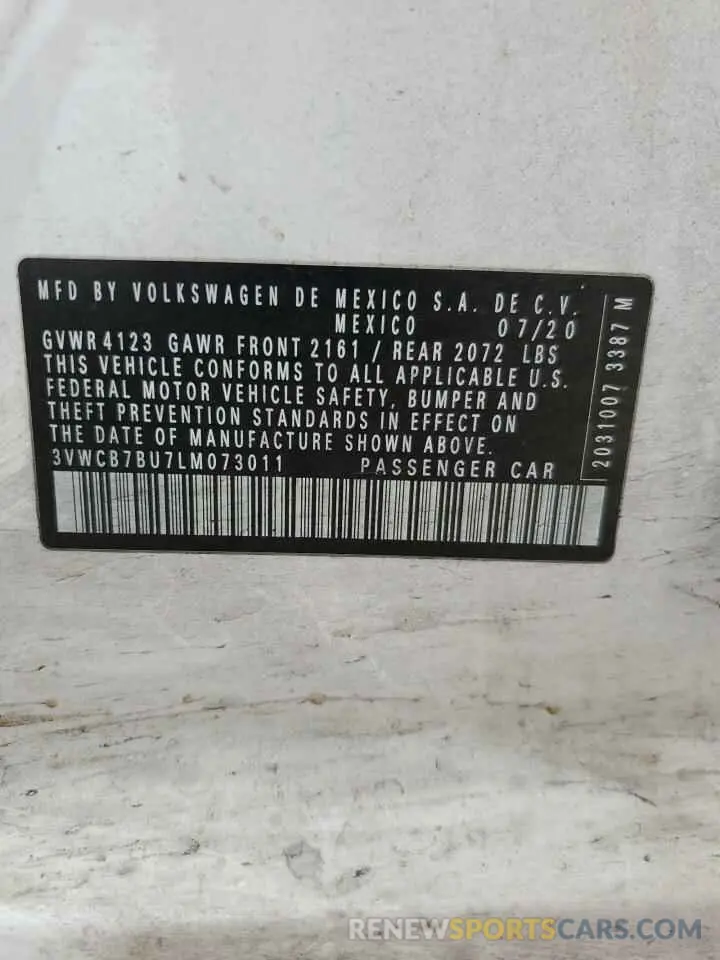 MFD BY VOLKSWAGEN DE MEXICO S.A. DE C.V.
MEXICO 07/20
GVWR 4123 GAWR FRONT 2161 / REAR 2072 LBS
THIS VEHICLE CONFORMS TO ALL APPLICABLE U.S.
FEDERAL MOTOR VEHICLE SAFETY, BUMPER AND
THEFT PREVENTION STANDARDS IN EFFECT ON
THE DATE OF MANUFACTURE SHOWN ABOVE.
3VWCB7BU7LM073011 PASSENGER CAR
2031007 3387 M
RENEWSPORTSCARS.COM